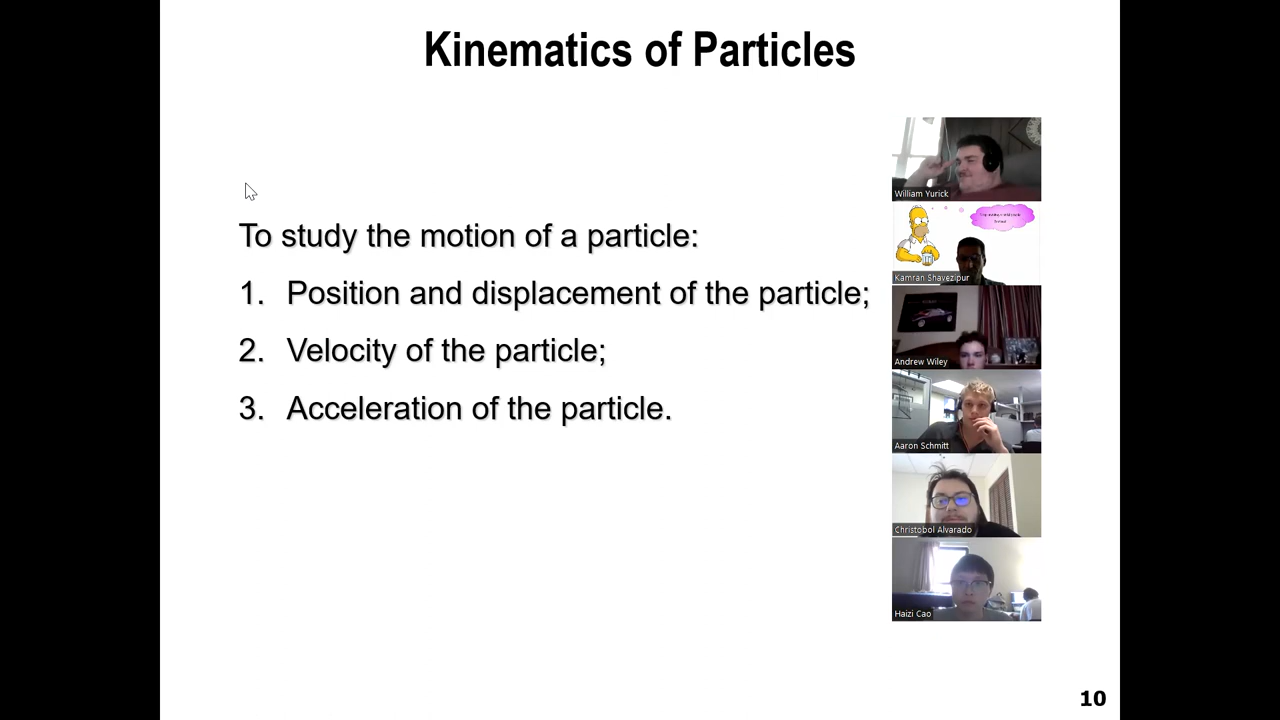 Kinematics of Particles
To study the motion of a particle:
1. Position and displacement of the particle;
2. Velocity of the particle;
3. Acceleration of the particle.
William Yurick
Kamran Shavezipur
Andrew Wiley
Aaron Schmitt
Christobol Alvarado
Haizi Cao
10